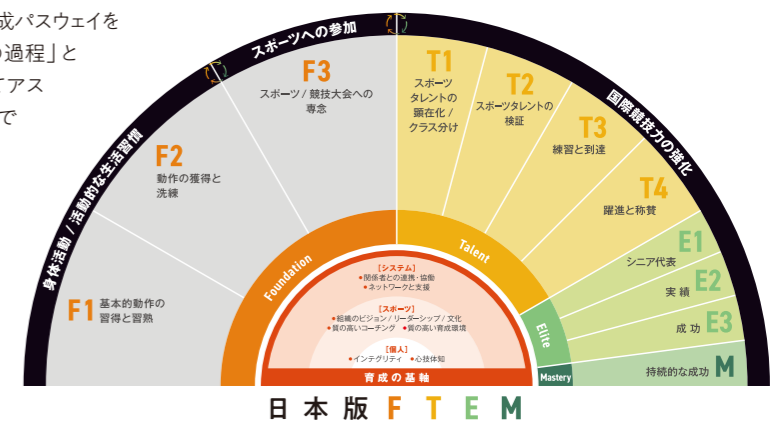 成パスウェイを
過程」と
てアス
で
身体活動 / 活動的な生活習慣
スポーツへの参加
国際競技力の強化
F1
基本的動作の
習得と習熟
F2
動作の獲得と
洗練
F3
スポーツ / 競技大会への
専念
T1
スポーツ
タレントの
顕在化 /
クラス分け
T2
スポーツタレントの
検証
T3
練習と到達
T4
躍進と称賛
E1
シニア代表
E2
実績
E3
成功
M
持続的な成功
Foundation
Talent
Elite
Mastery
[システム]
●関係者との連携・協働
●ネットワークと支援
[スポーツ]
●組織のビジョン / リーダーシップ / 文化
●質の高いコーチング ●質の高い育成環境
[個人]
●インテグリティ ●心技体知
育成の基軸
日本版 F T E M